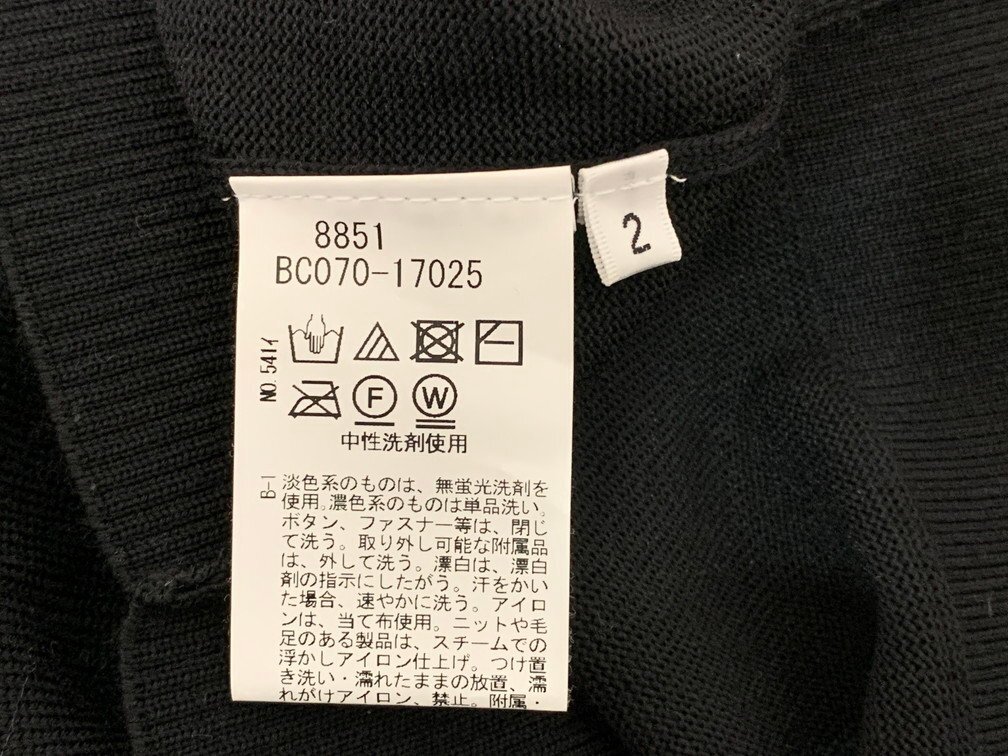 8851
BC070-17025
2
NO.541イ
F
W
中性洗剤使用
B-1
淡色系のものは、無蛍光洗剤を
使用。濃色系のものは単品洗い。
ボタン、ファスナー等は、閉じ
て洗う。取り外し可能な附属品
は、外して洗う。漂白は、漂白
剤の指示にしたがう。汗をかい
た場合、速やかに洗う。アイロ
ンは、当て布使用。ニットや毛
足のある製品は、スチームでの
浮かしアイロン仕上げ。つけ置
き洗い・濡れたままの放置、濡
れがけアイロン、禁止。附属・